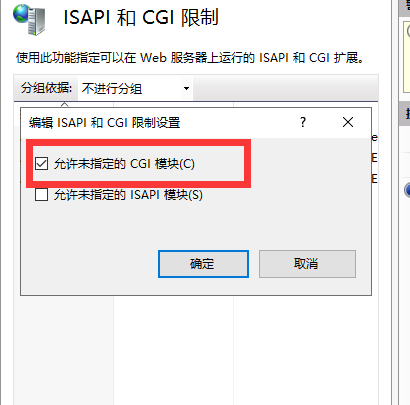 ISAPI 和 CGI 限制
使用此功能指定可以在 Web 服务器上运行的 ISAPI 和 CGI 扩展。
分组依据: 不进行分组
编辑 ISAPI 和 CGI 限制设置
允许未指定的 CGI 模块(C)
允许未指定的 ISAPI 模块(S)
确定 取消